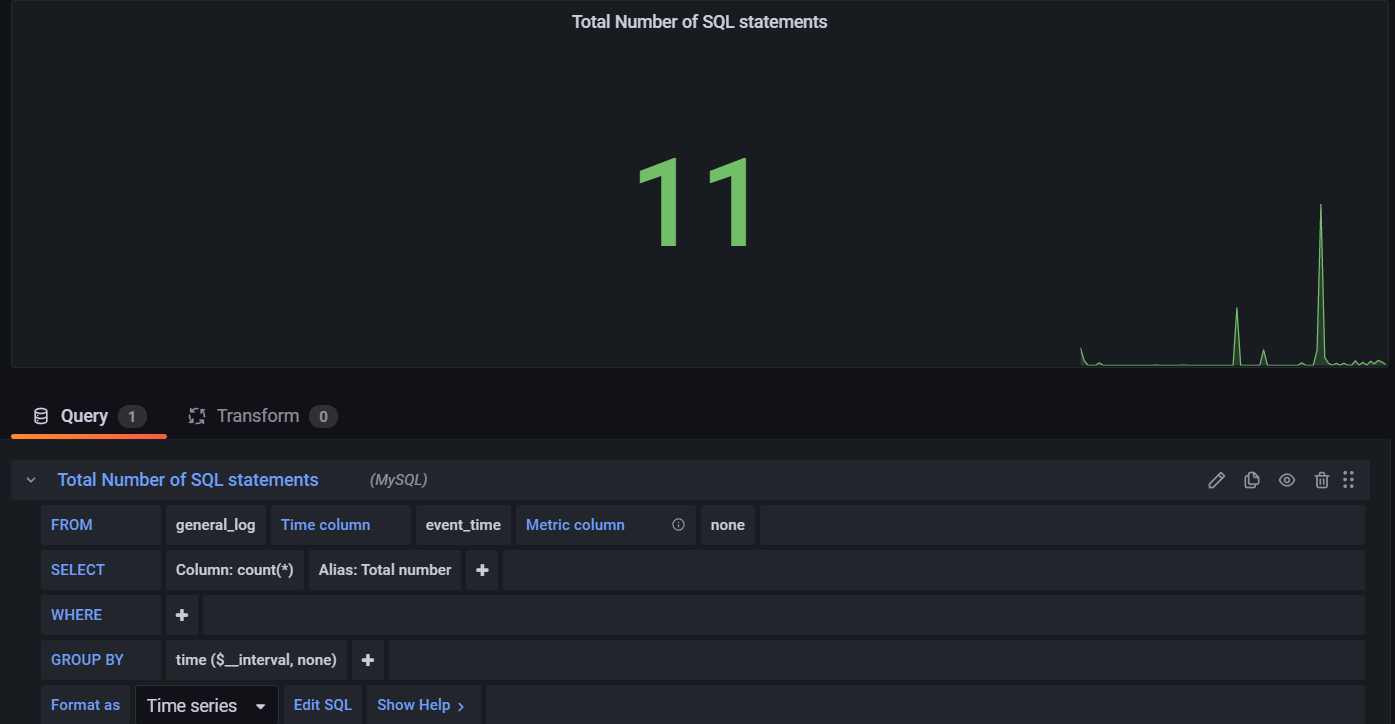 Total Number of SQL statements
11
Query 1 Transform 0
Total Number of SQL statements (MySQL)
FROM general_log Time column event_time Metric column none
SELECT Column: count(*) Alias: Total number +
WHERE +
GROUP BY time ($__interval, none) +
Format as Time series Edit SQL Show Help >